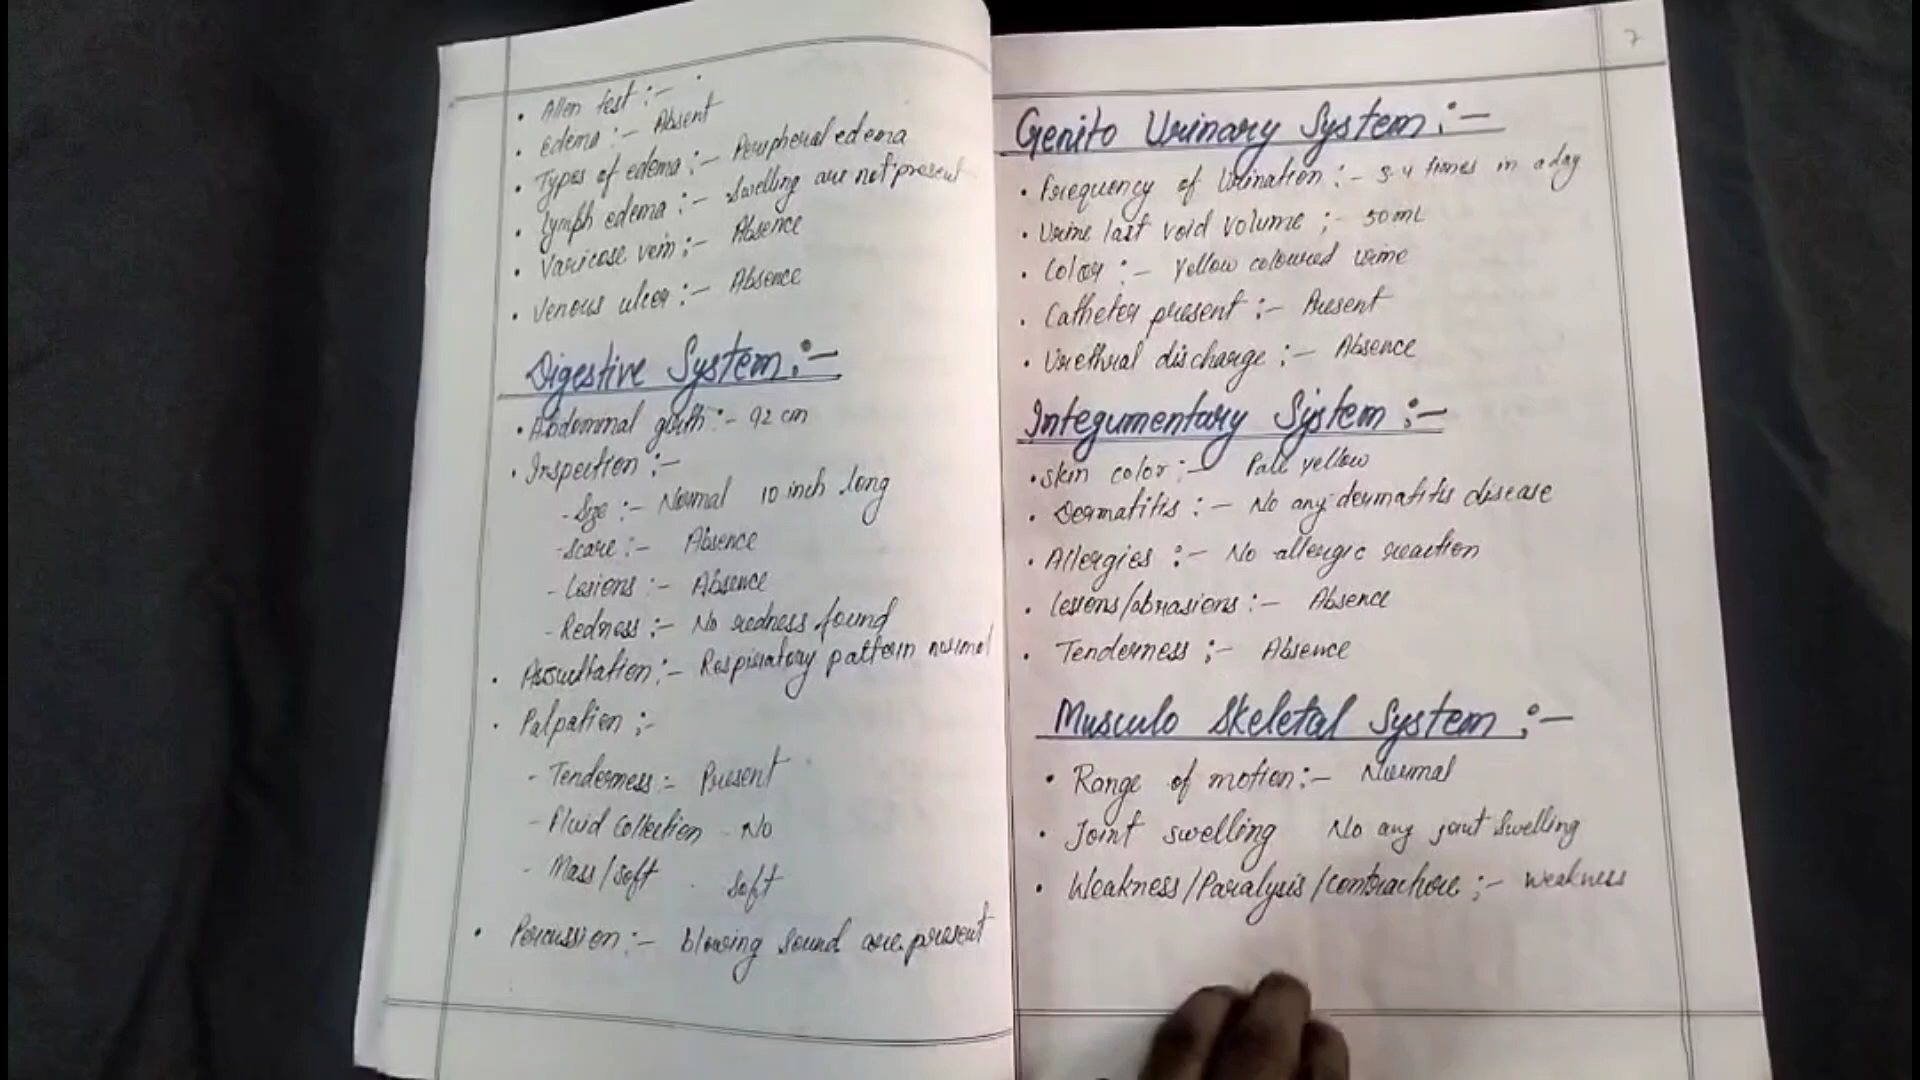 • Allen test :-
• Edema :- Absent
• Types of edema :- Peripheral edema
• Lymph edema :- Swelling are not present
• Varicose vein :- Absence
• Venous ulcer :- Absence
Digestive System :-
• Abdominal girth :- 92 cm
• Inspection :-
- Size :- Normal 10 inch long
- Scare :- Absence
- Lesions :- Absence
- Redness :- No redness found
• Ascultation :- Respiratory pattern normal
• Palpation :-
- Tenderness :- Present
- Fluid Collection - No
- Mass/soft - Soft
• Percussion :- blowing sound are present
7
Genito Urinary System :-
• Frequency of Urination :- 3-4 times in a day
• Urine last void volume :- 50 mL
• Color :- Yellow coloured urine
• Catheter present :- Present
• Urethral discharge :- Absence
Integumentary System :-
• Skin color :- Pale yellow
• Dermatitis :- No any dermatitis disease
• Allergies :- No allergic reaction
• lessons/abrasions :- Absence
• Tenderness :- Absence
Musculo Skeletal System :-
• Range of motion :- Normal
• Joint swelling No any joint swelling
• Weakness/Paralysis/contracture :- weakness